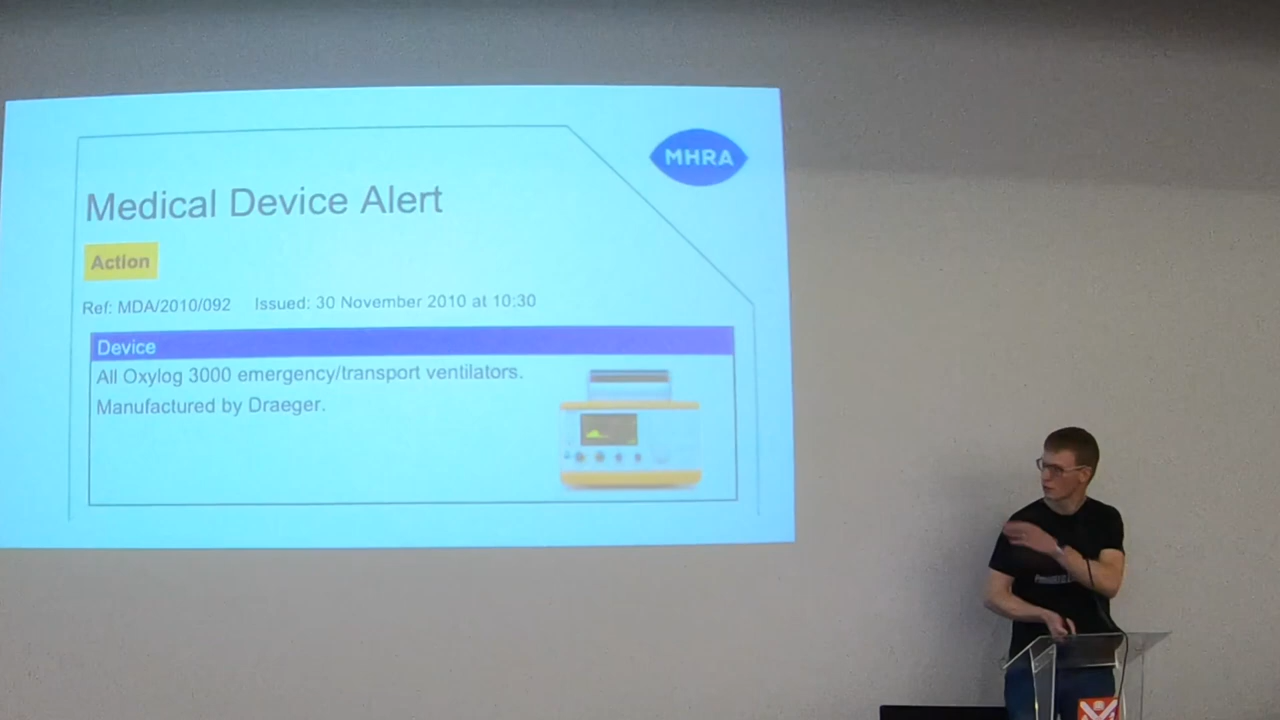 MHRA
Medical Device Alert
Action
Ref: MDA/2010/092 Issued: 30 November 2010 at 10:30
Device
All Oxylog 3000 emergency/transport ventilators.
Manufactured by Draeger.